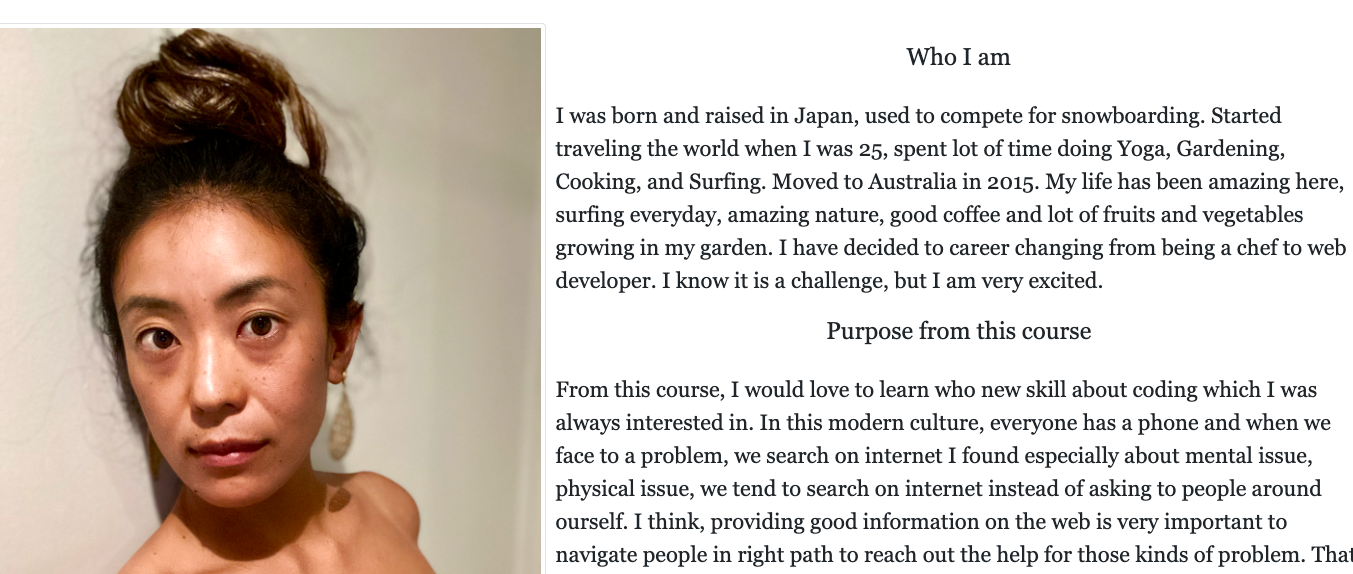 Who I am
I was born and raised in Japan, used to compete for snowboarding. Started
traveling the world when I was 25, spent lot of time doing Yoga, Gardening,
Cooking, and Surfing. Moved to Australia in 2015. My life has been amazing here,
surfing everyday, amazing nature, good coffee and lot of fruits and vegetables
growing in my garden. I have decided to career changing from being a chef to web
developer. I know it is a challenge, but I am very excited.
Purpose from this course
From this course, I would love to learn who new skill about coding which I was
always interested in. In this modern culture, everyone has a phone and when we
face to a problem, we search on internet I found especially about mental issue,
physical issue, we tend to search on internet instead of asking to people around
ourself. I think, providing good information on the web is very important to
navigate people in right path to reach out the help for those kinds of problem. That